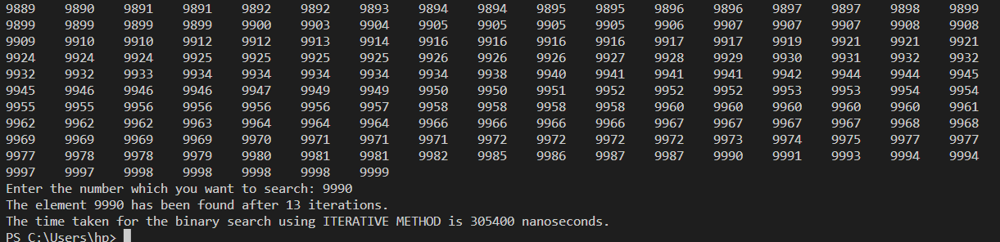 9889 9890 9891 9891 9892 9892 9893 9894 9894 9895 9895 9896 9896 9897 9897 9898 9899
9899 9899 9899 9899 9900 9903 9904 9905 9905 9905 9905 9906 9907 9907 9907 9908 9908
9909 9910 9910 9912 9912 9913 9914 9916 9916 9916 9916 9917 9917 9919 9921 9921 9921
9924 9924 9924 9925 9925 9925 9925 9926 9926 9926 9927 9928 9929 9930 9931 9932 9932
9932 9932 9933 9934 9934 9934 9934 9934 9938 9940 9941 9941 9941 9942 9944 9944 9945
9945 9946 9946 9946 9947 9949 9949 9950 9950 9951 9952 9952 9952 9953 9953 9954 9954
9955 9955 9956 9956 9956 9956 9957 9958 9958 9958 9958 9960 9960 9960 9960 9960 9961
9962 9962 9962 9963 9964 9964 9964 9966 9966 9966 9966 9967 9967 9967 9967 9968 9968
9969 9969 9969 9969 9970 9971 9971 9971 9972 9972 9972 9972 9973 9974 9975 9977 9977
9977 9978 9978 9979 9980 9981 9981 9982 9985 9986 9987 9987 9990 9991 9993 9994 9994
9997 9997 9998 9998 9998 9998 9999
Enter the number which you want to search: 9990
The element 9990 has been found after 13 iterations.
The time taken for the binary search using ITERATIVE METHOD is 305400 nanoseconds.
PS C:\Users\hp>